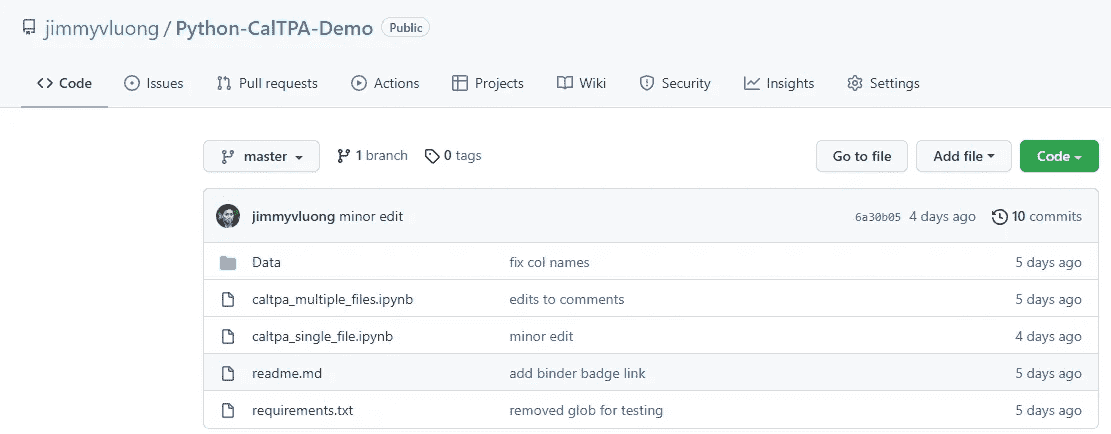 jimmyvluong / Python-CalTPA-Demo Public
Code Issues Pull requests Actions Projects Wiki Security Insights Settings
master 1 branch 0 tags Go to file Add file Code
jimmyvluong minor edit 6a30b05 4 days ago 10 commits
Data fix col names 5 days ago
caltpa_multiple_files.ipynb edits to comments 5 days ago
caltpa_single_file.ipynb minor edit 4 days ago
readme.md add binder badge link 5 days ago
requirements.txt removed glob for testing 5 days ago